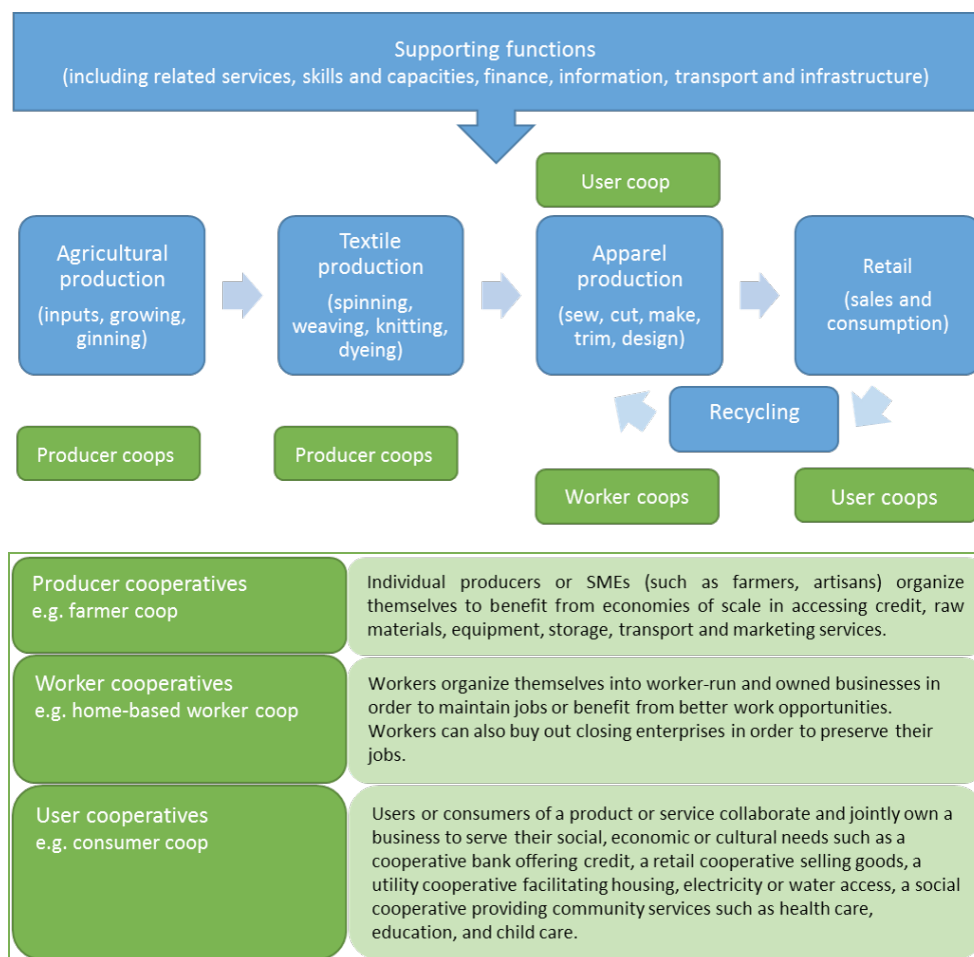 Supporting functions
(including related services, skills and capacities, finance, information, transport and infrastructure)
User coop
Agricultural
production
(inputs, growing,
ginning)
Textile
production
(spinning,
weaving, knitting,
dyeing)
Apparel
production
(sew, cut, make,
trim, design)
Retail
(sales and
consumption)
Recycling
Producer coops
Producer coops
Worker coops
User coops
Producer cooperatives
e.g. farmer coop
Individual producers or SMEs (such as farmers, artisans) organize
themselves to benefit from economies of scale in accessing credit, raw
materials, equipment, storage, transport and marketing services.
Worker cooperatives
e.g. home-based worker coop
Workers organize themselves into worker-run and owned businesses in
order to maintain jobs or benefit from better work opportunities.
Workers can also buy out closing enterprises in order to preserve their
jobs.
User cooperatives
e.g. consumer coop
Users or consumers of a product or service collaborate and jointly own a
business to serve their social, economic or cultural needs such as a
cooperative bank offering credit, a retail cooperative selling goods, a
utility cooperative facilitating housing, electricity or water access, a social
cooperative providing community services such as health care,
education, and child care.